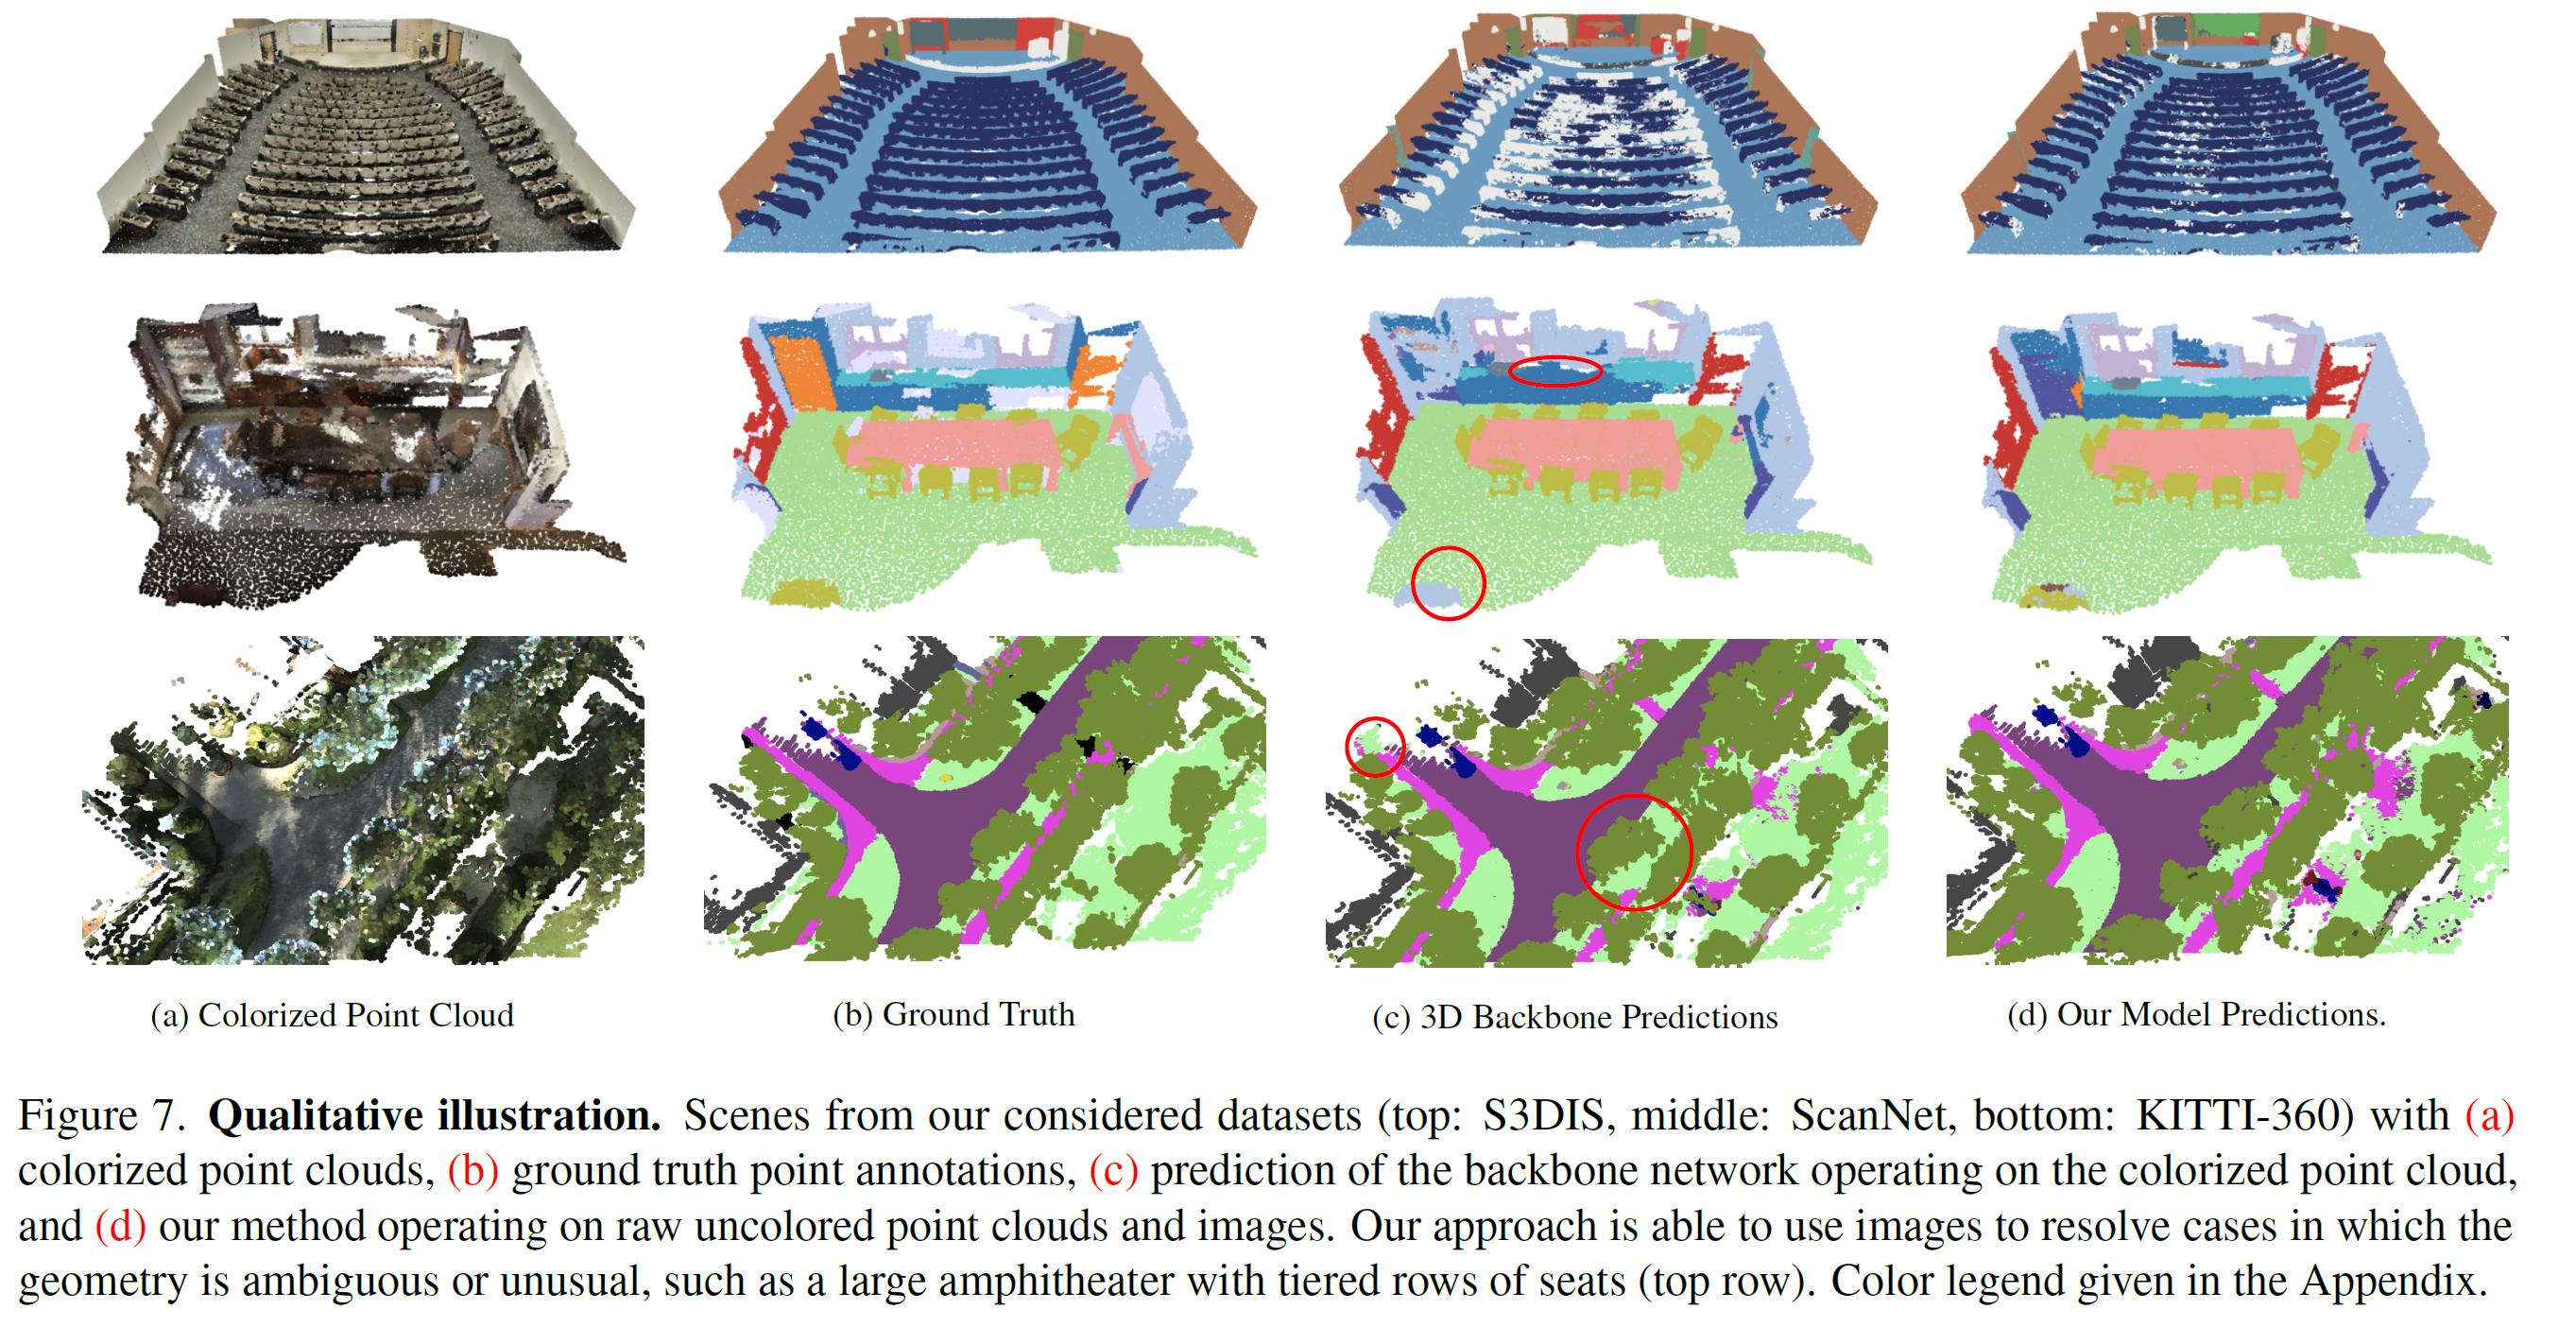 (a) Colorized Point Cloud
(b) Ground Truth
(c) 3D Backbone Predictions
(d) Our Model Predictions.
Figure 7. Qualitative illustration. Scenes from our considered datasets (top: S3DIS, middle: ScanNet, bottom: KITTI-360) with (a)
colorized point clouds, (b) ground truth point annotations, (c) prediction of the backbone network operating on the colorized point cloud,
and (d) our method operating on raw uncolored point clouds and images. Our approach is able to use images to resolve cases in which the
geometry is ambiguous or unusual, such as a large amphitheater with tiered rows of seats (top row). Color legend given in the Appendix.